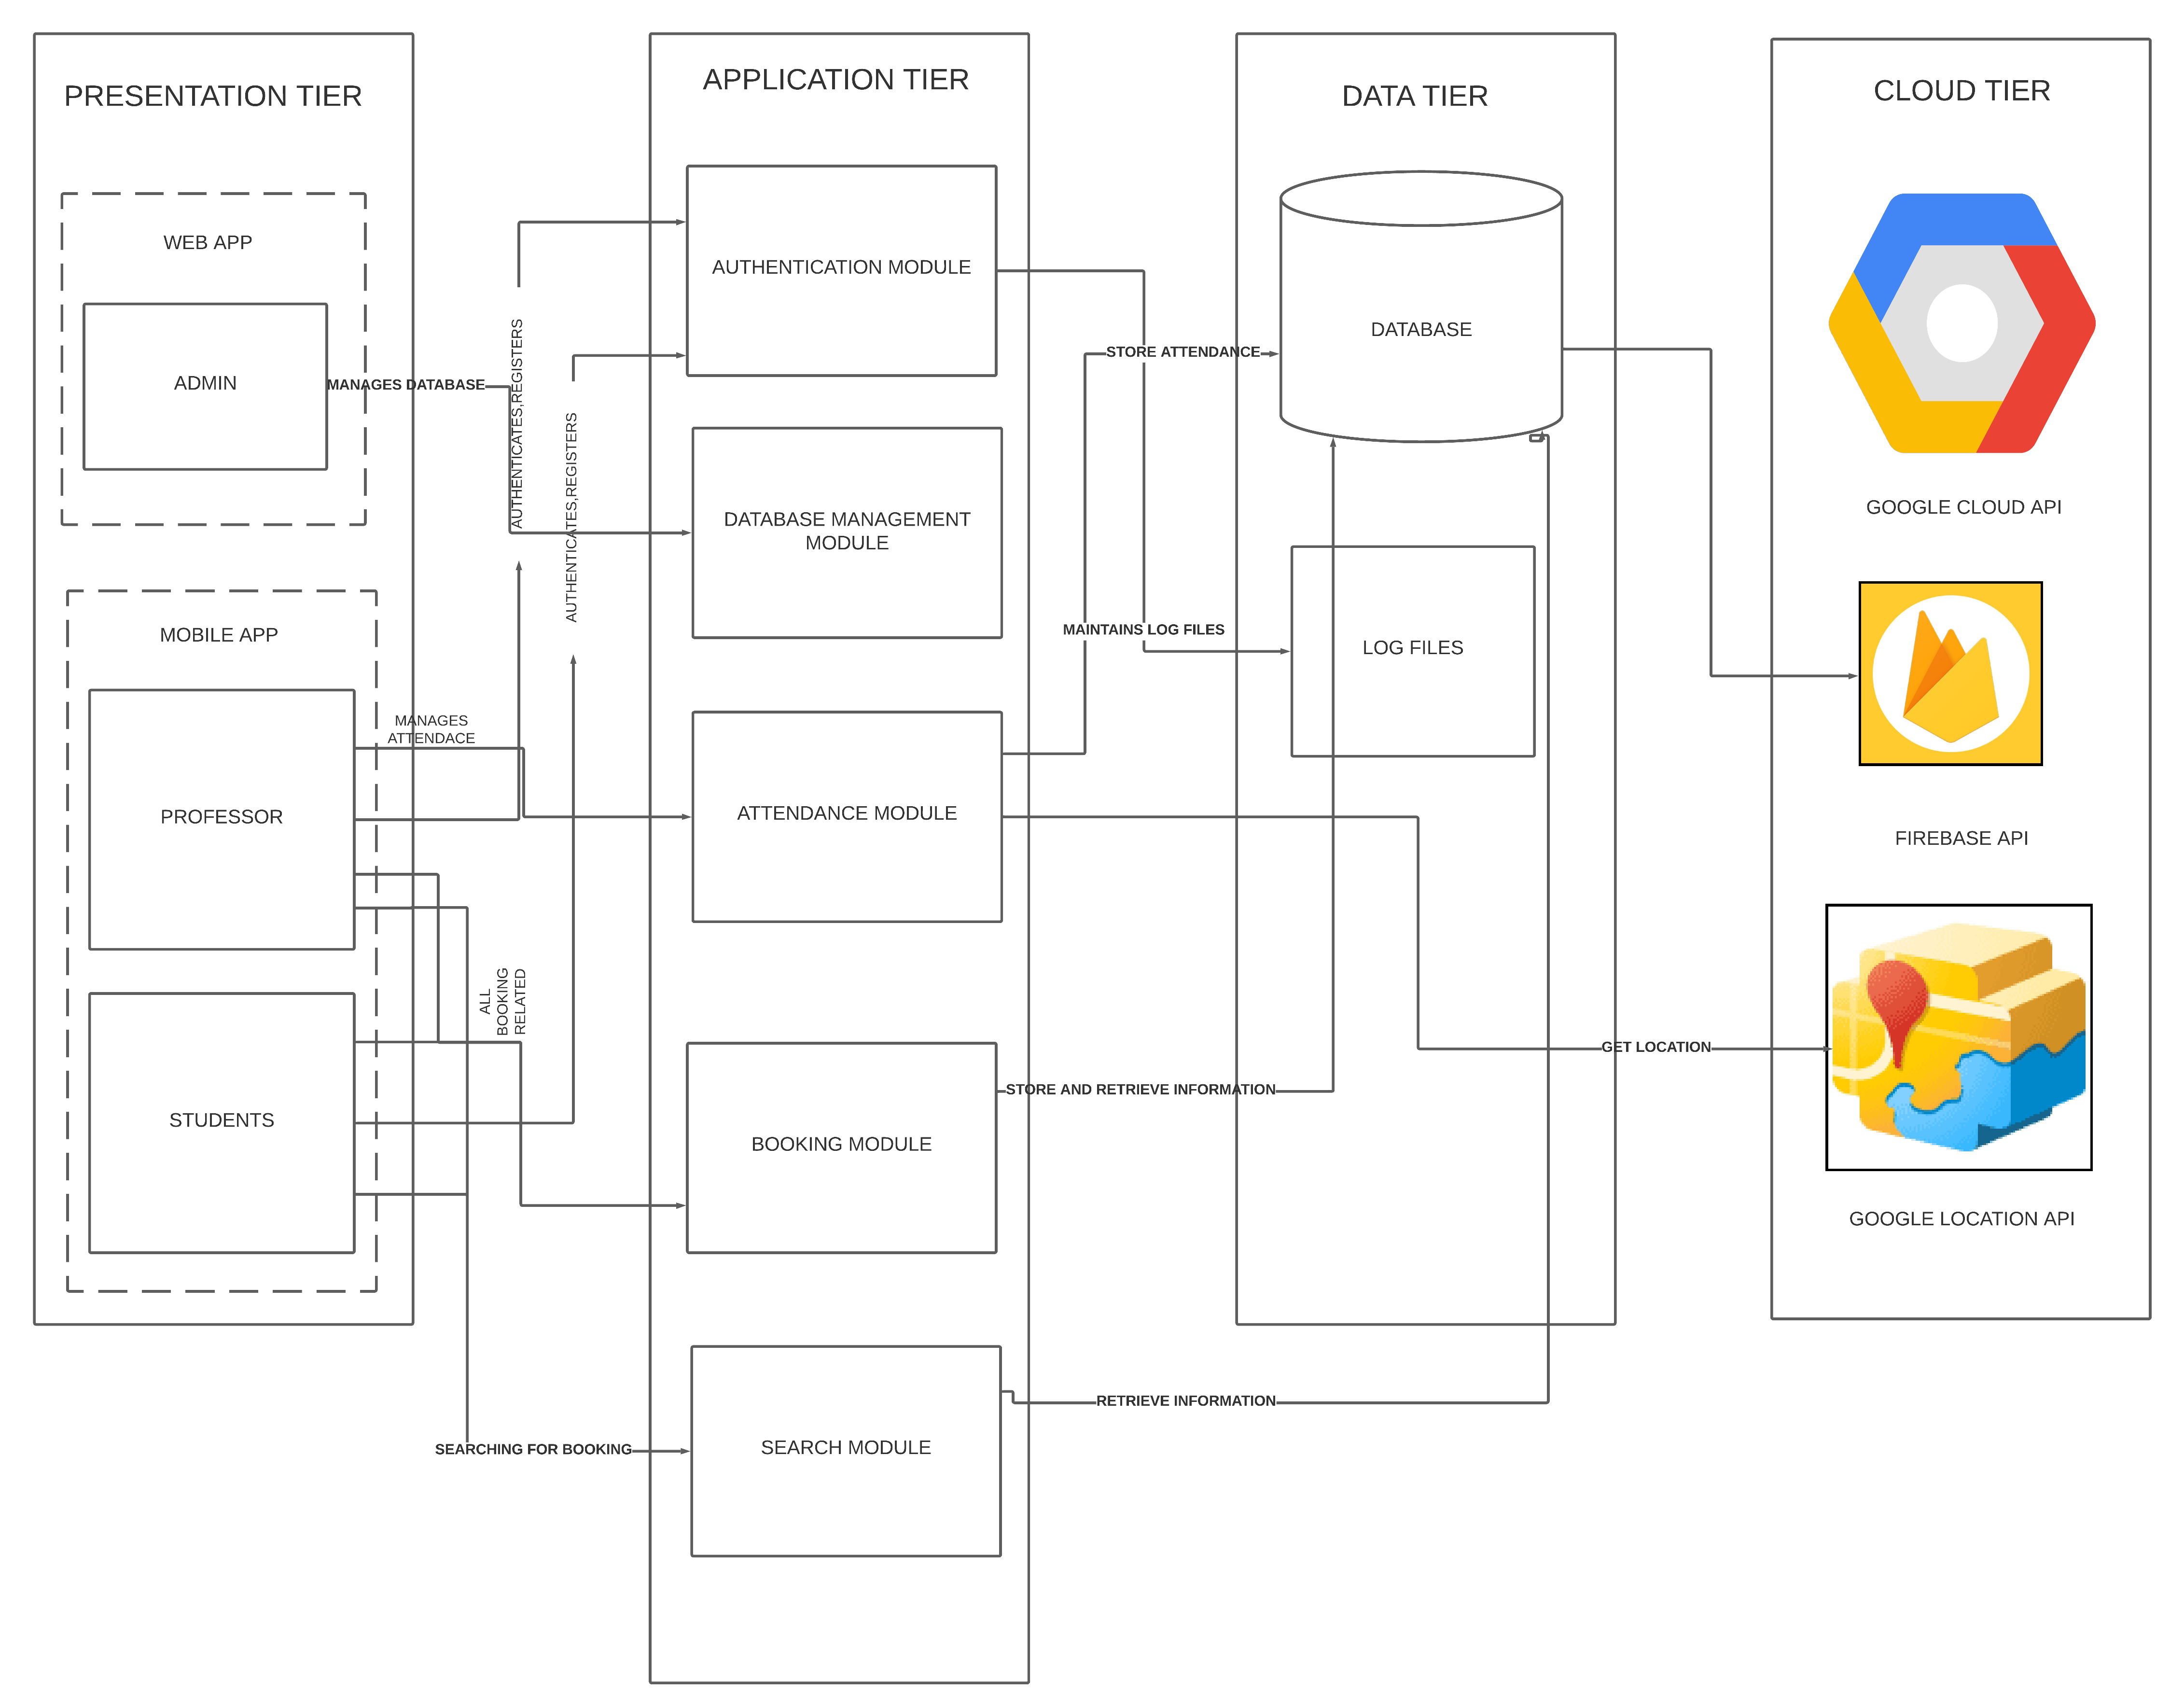 PRESENTATION TIER
WEB APP
ADMIN
MANAGES DATABASE
MOBILE APP
PROFESSOR
MANAGES
ATTENDACE
STUDENTS
AUTHENTICATES,REGISTERS
AUTHENTICATES,REGISTERS
ALL
BOOKING
RELATED
SEARCHING FOR BOOKING
APPLICATION TIER
AUTHENTICATION MODULE
DATABASE MANAGEMENT
MODULE
ATTENDANCE MODULE
BOOKING MODULE
SEARCH MODULE
STORE ATTENDANCE
MAINTAINS LOG FILES
STORE AND RETRIEVE INFORMATION
RETRIEVE INFORMATION
DATA TIER
DATABASE
LOG FILES
GET LOCATION
CLOUD TIER
GOOGLE CLOUD API
FIREBASE API
GOOGLE LOCATION API